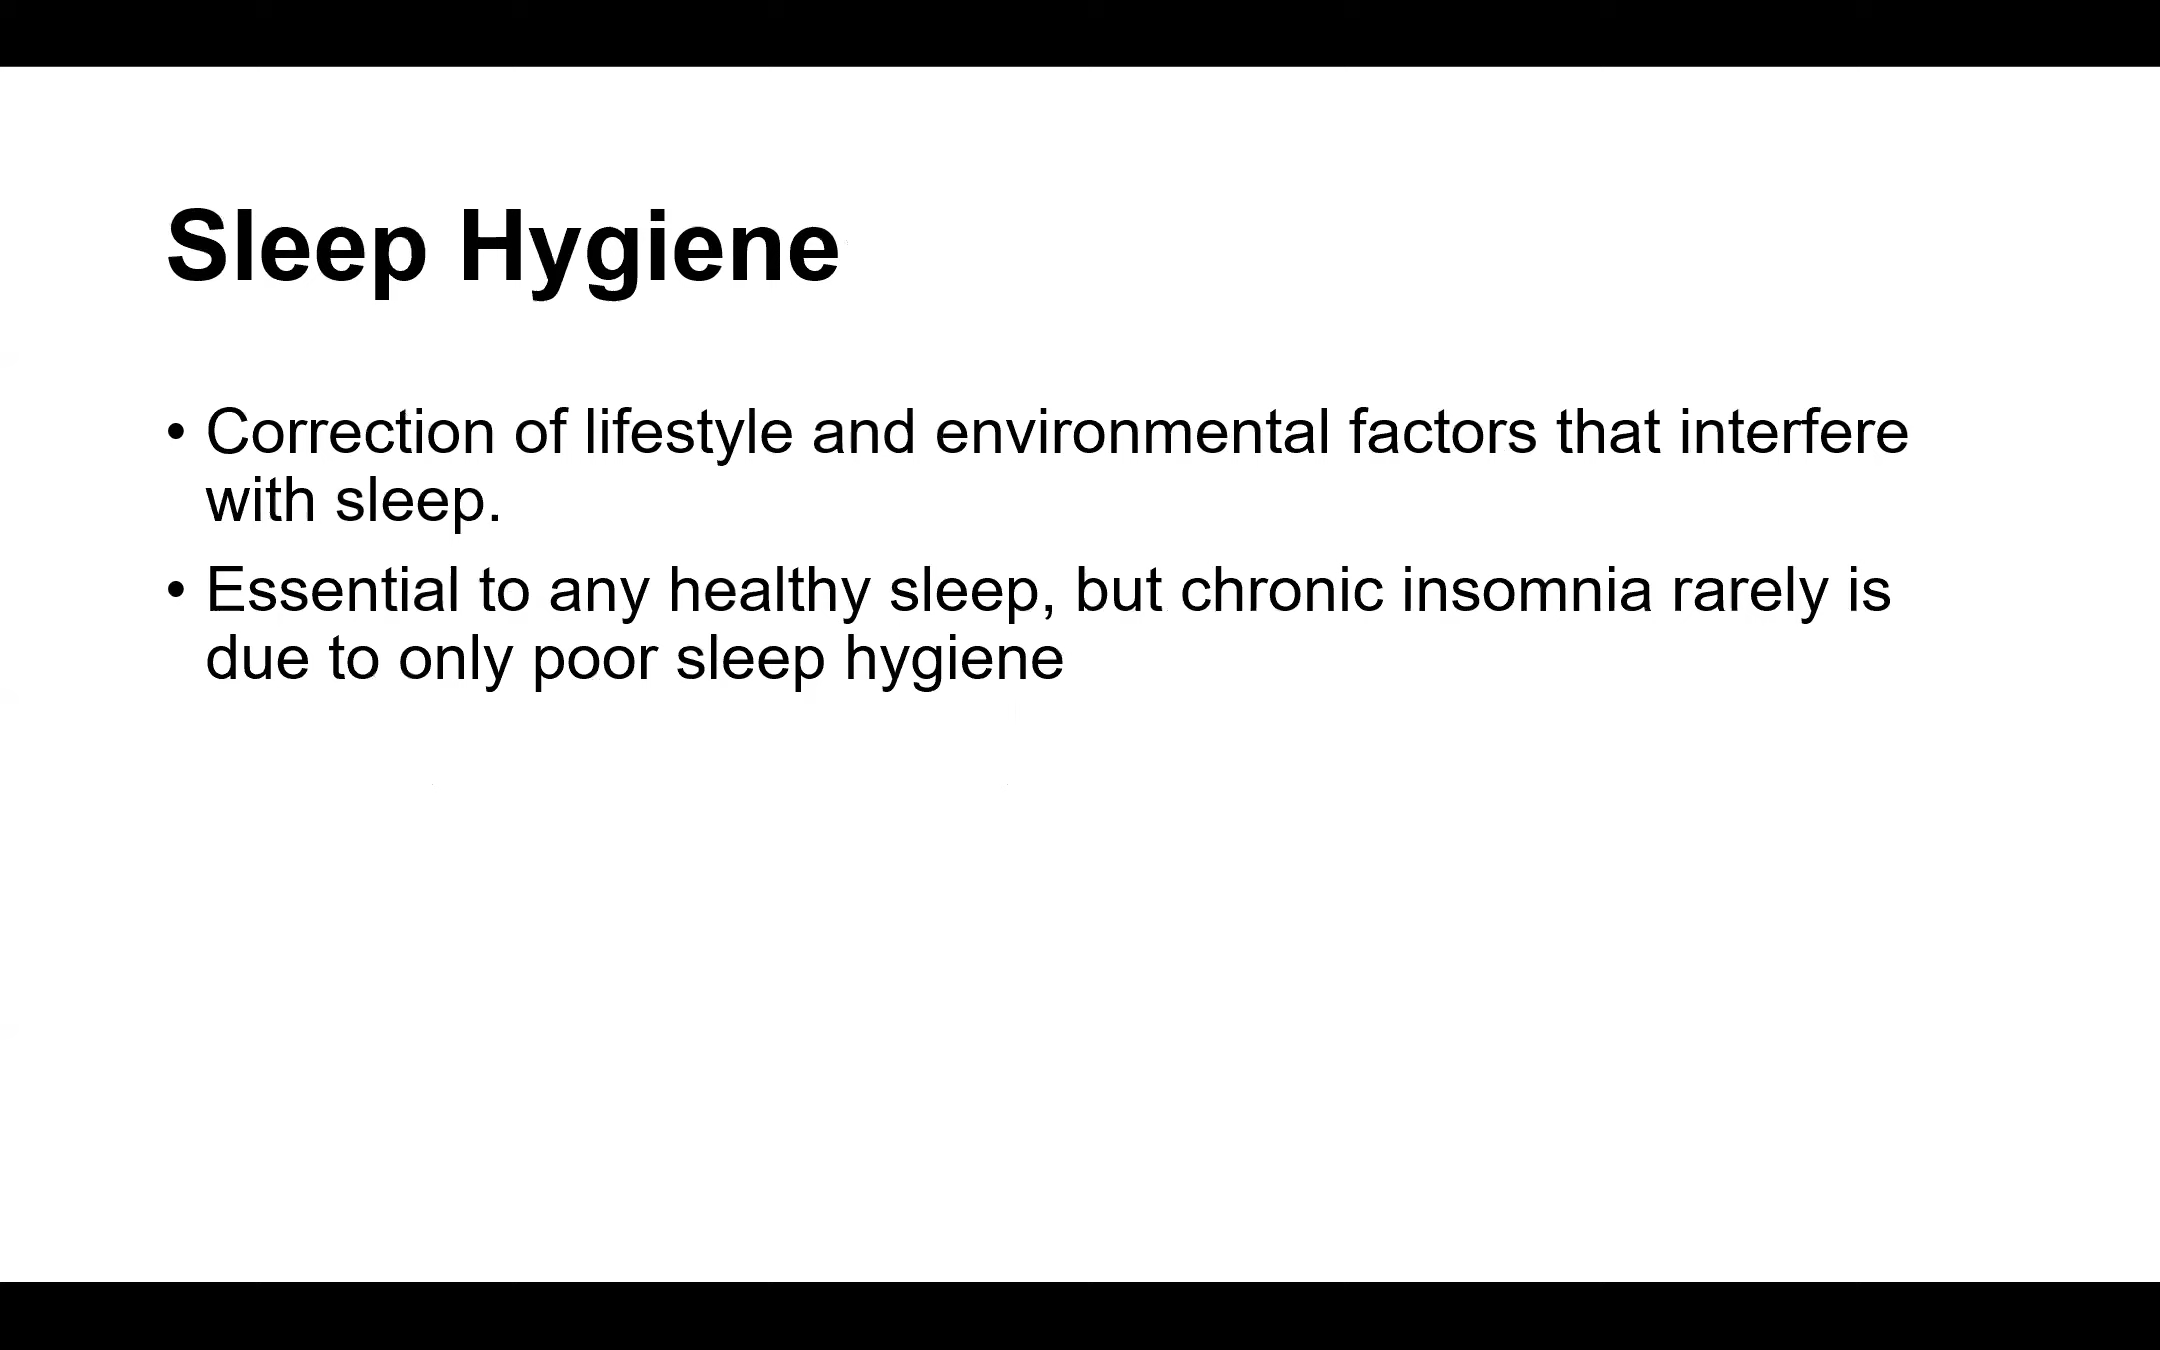 Sleep Hygiene
• Correction of lifestyle and environmental factors that interfere
with sleep.
• Essential to any healthy sleep, but chronic insomnia rarely is
due to only poor sleep hygiene